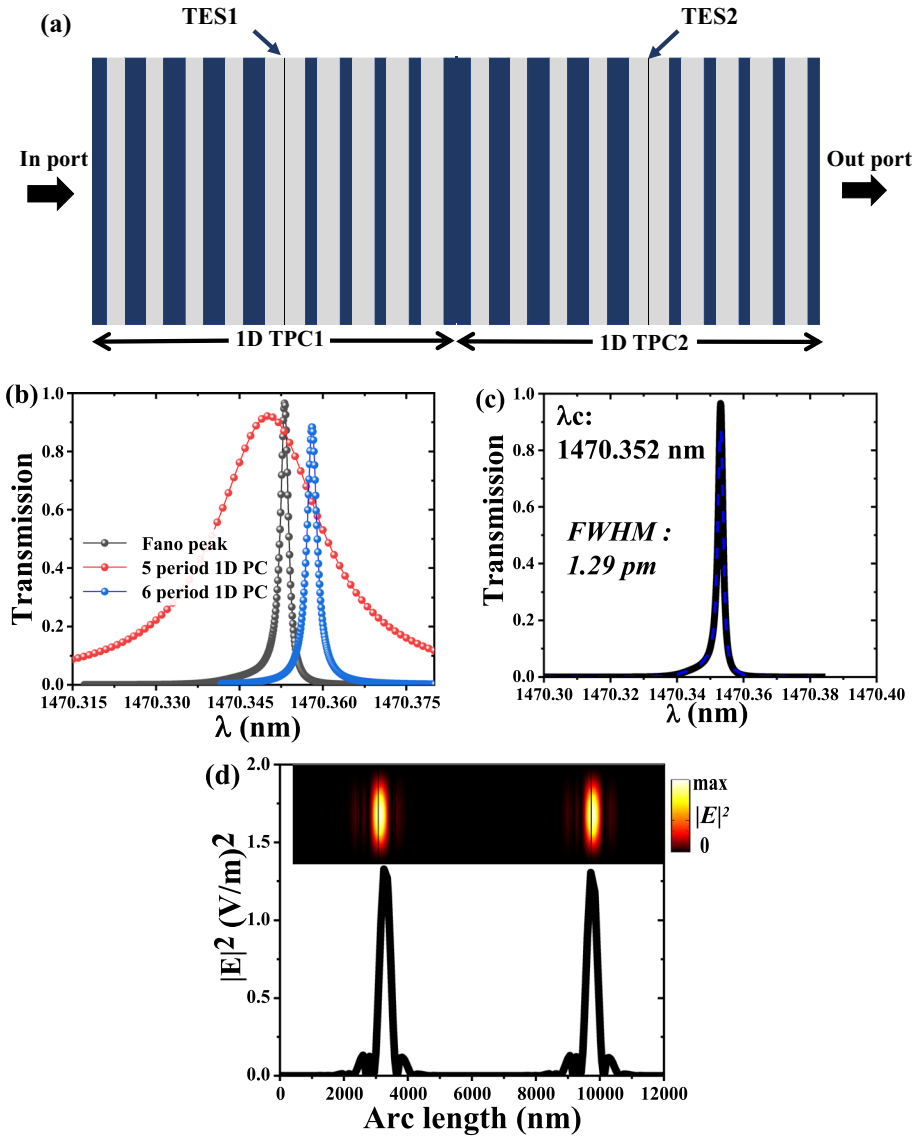 (a)
TES1
TES2
In port
Out port
1D TPC1
1D TPC2
(b)
1.0
0.8
0.6
0.4
0.2
0.0
Transmission
Fano peak
5 period 1D PC
6 period 1D PC
1470.315 1470.330 1470.345 1470.360 1470.375
λ (nm)
(c)
1.0
0.8
0.6
0.4
0.2
0.0
Transmission
λc:
1470.352 nm
FWHM :
1.29 pm
1470.30 1470.32 1470.34 1470.36 1470.38 1470.40
λ (nm)
(d)
2.0
1.5
1.0
0.5
0.0
|E|² (V/m)²
max
|E|²
0
0 2000 4000 6000 8000 10000 12000
Arc length (nm)